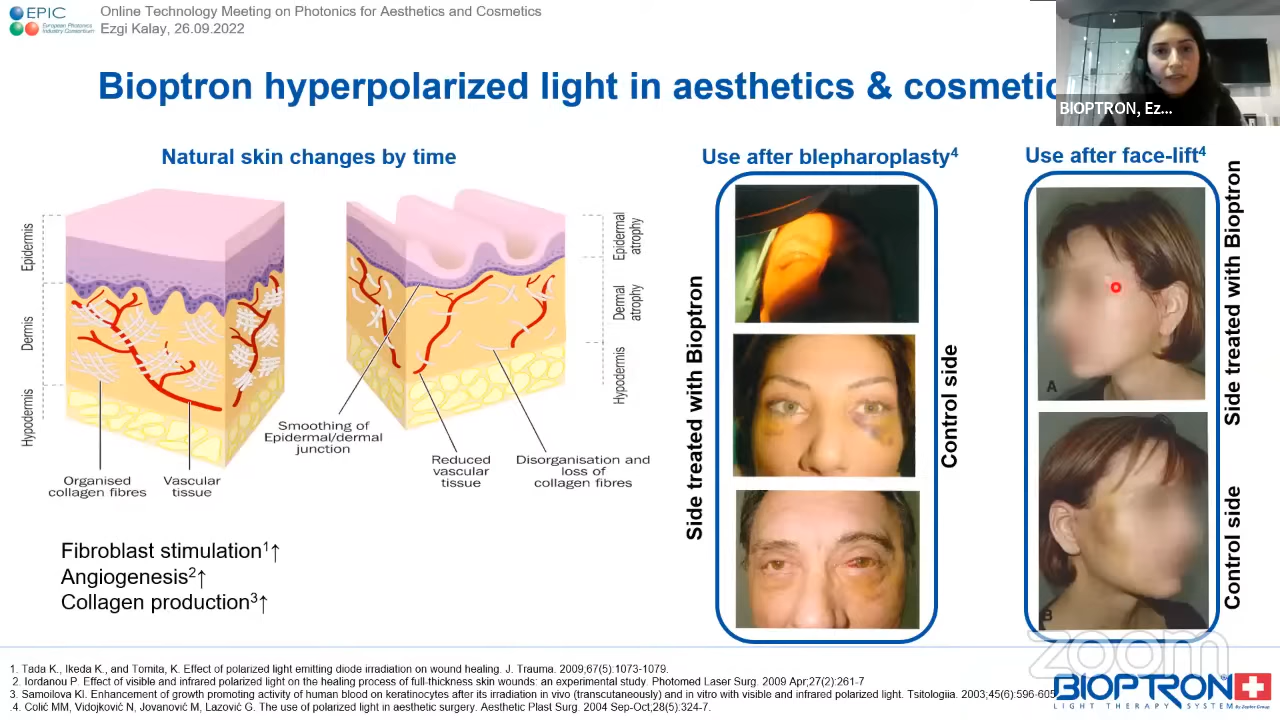 EPIC
European Photonics
Industry Consortium
Online Technology Meeting on Photonics for Aesthetics and Cosmetics
Ezgi Kalay, 26.09.2022
Bioptron hyperpolarized light in aesthetics & cosmetic
BIOPTRON, Ez...
Natural skin changes by time
Epidermis
Dermis
Hypodermis
Epidermal
atrophy
Dermal
atrophy
Hypodermis
Organised
collagen fibres
Vascular
tissue
Smoothing of
Epidermal/dermal
junction
Reduced
vascular
tissue
Disorganisation and
loss of
collagen fibres
Fibroblast stimulation1↑
Angiogenesis2↑
Collagen production3↑
Use after blepharoplasty4
Side treated with Bioptron
Control side
Use after face-lift4
A
Side treated with Bioptron
B
Control side
1. Tada K., Ikeda K., and Tomita, K. Effect of polarized light emitting diode irradiation on wound healing. J. Trauma. 2009,67(5):1073-1079.
2. Iordanou P. Effect of visible and infrared polarized light on the healing process of full-thickness skin wounds: an experimental study. Photomed Laser Surg. 2009 Apr;27(2):261-7
3. Samoilova KI. Enhancement of growth promoting activity of human blood on keratinocytes after its irradiation in vivo (transcutaneously) and in vitro with visible and infrared polarized light. Tsitologiia. 2003;45(6):596-605
4. Colić MM, Vidojković N, Jovanović M, Lazović G. The use of polarized light in aesthetic surgery. Aesthetic Plast Surg. 2004 Sep-Oct;28(5):324-7.
zoom
BIOPTRON
LIGHT THERAPY SYSTEM
By Zepter Group